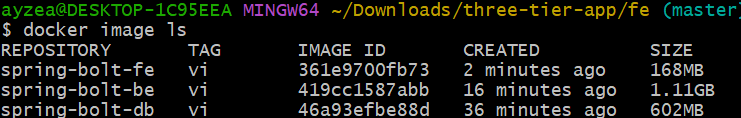 ayzea@DESKTOP-1C95EEA MINGW64 ~/Downloads/three-tier-app/fe (master)
$ docker image ls
REPOSITORY TAG IMAGE ID CREATED SIZE
spring-bolt-fe vi 361e9700fb73 2 minutes ago 168MB
spring-bolt-be vi 419cc1587abb 16 minutes ago 1.11GB
spring-bolt-db vi 46a93efbe88d 36 minutes ago 602MB